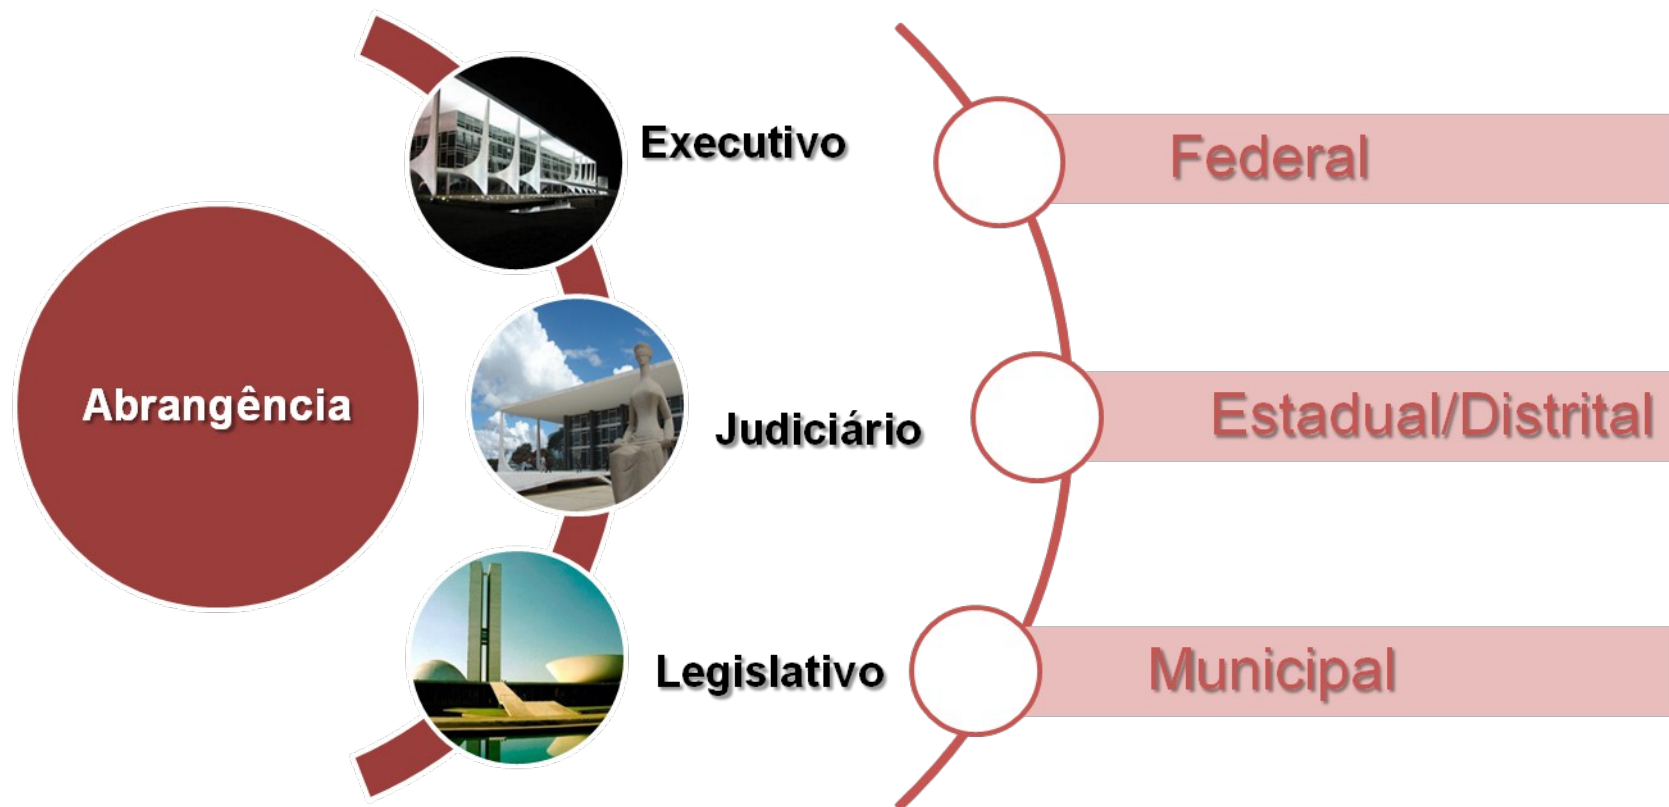 Abrangência
Executivo
Judiciário
Legislativo
Federal
Estadual/Distrital
Municipal